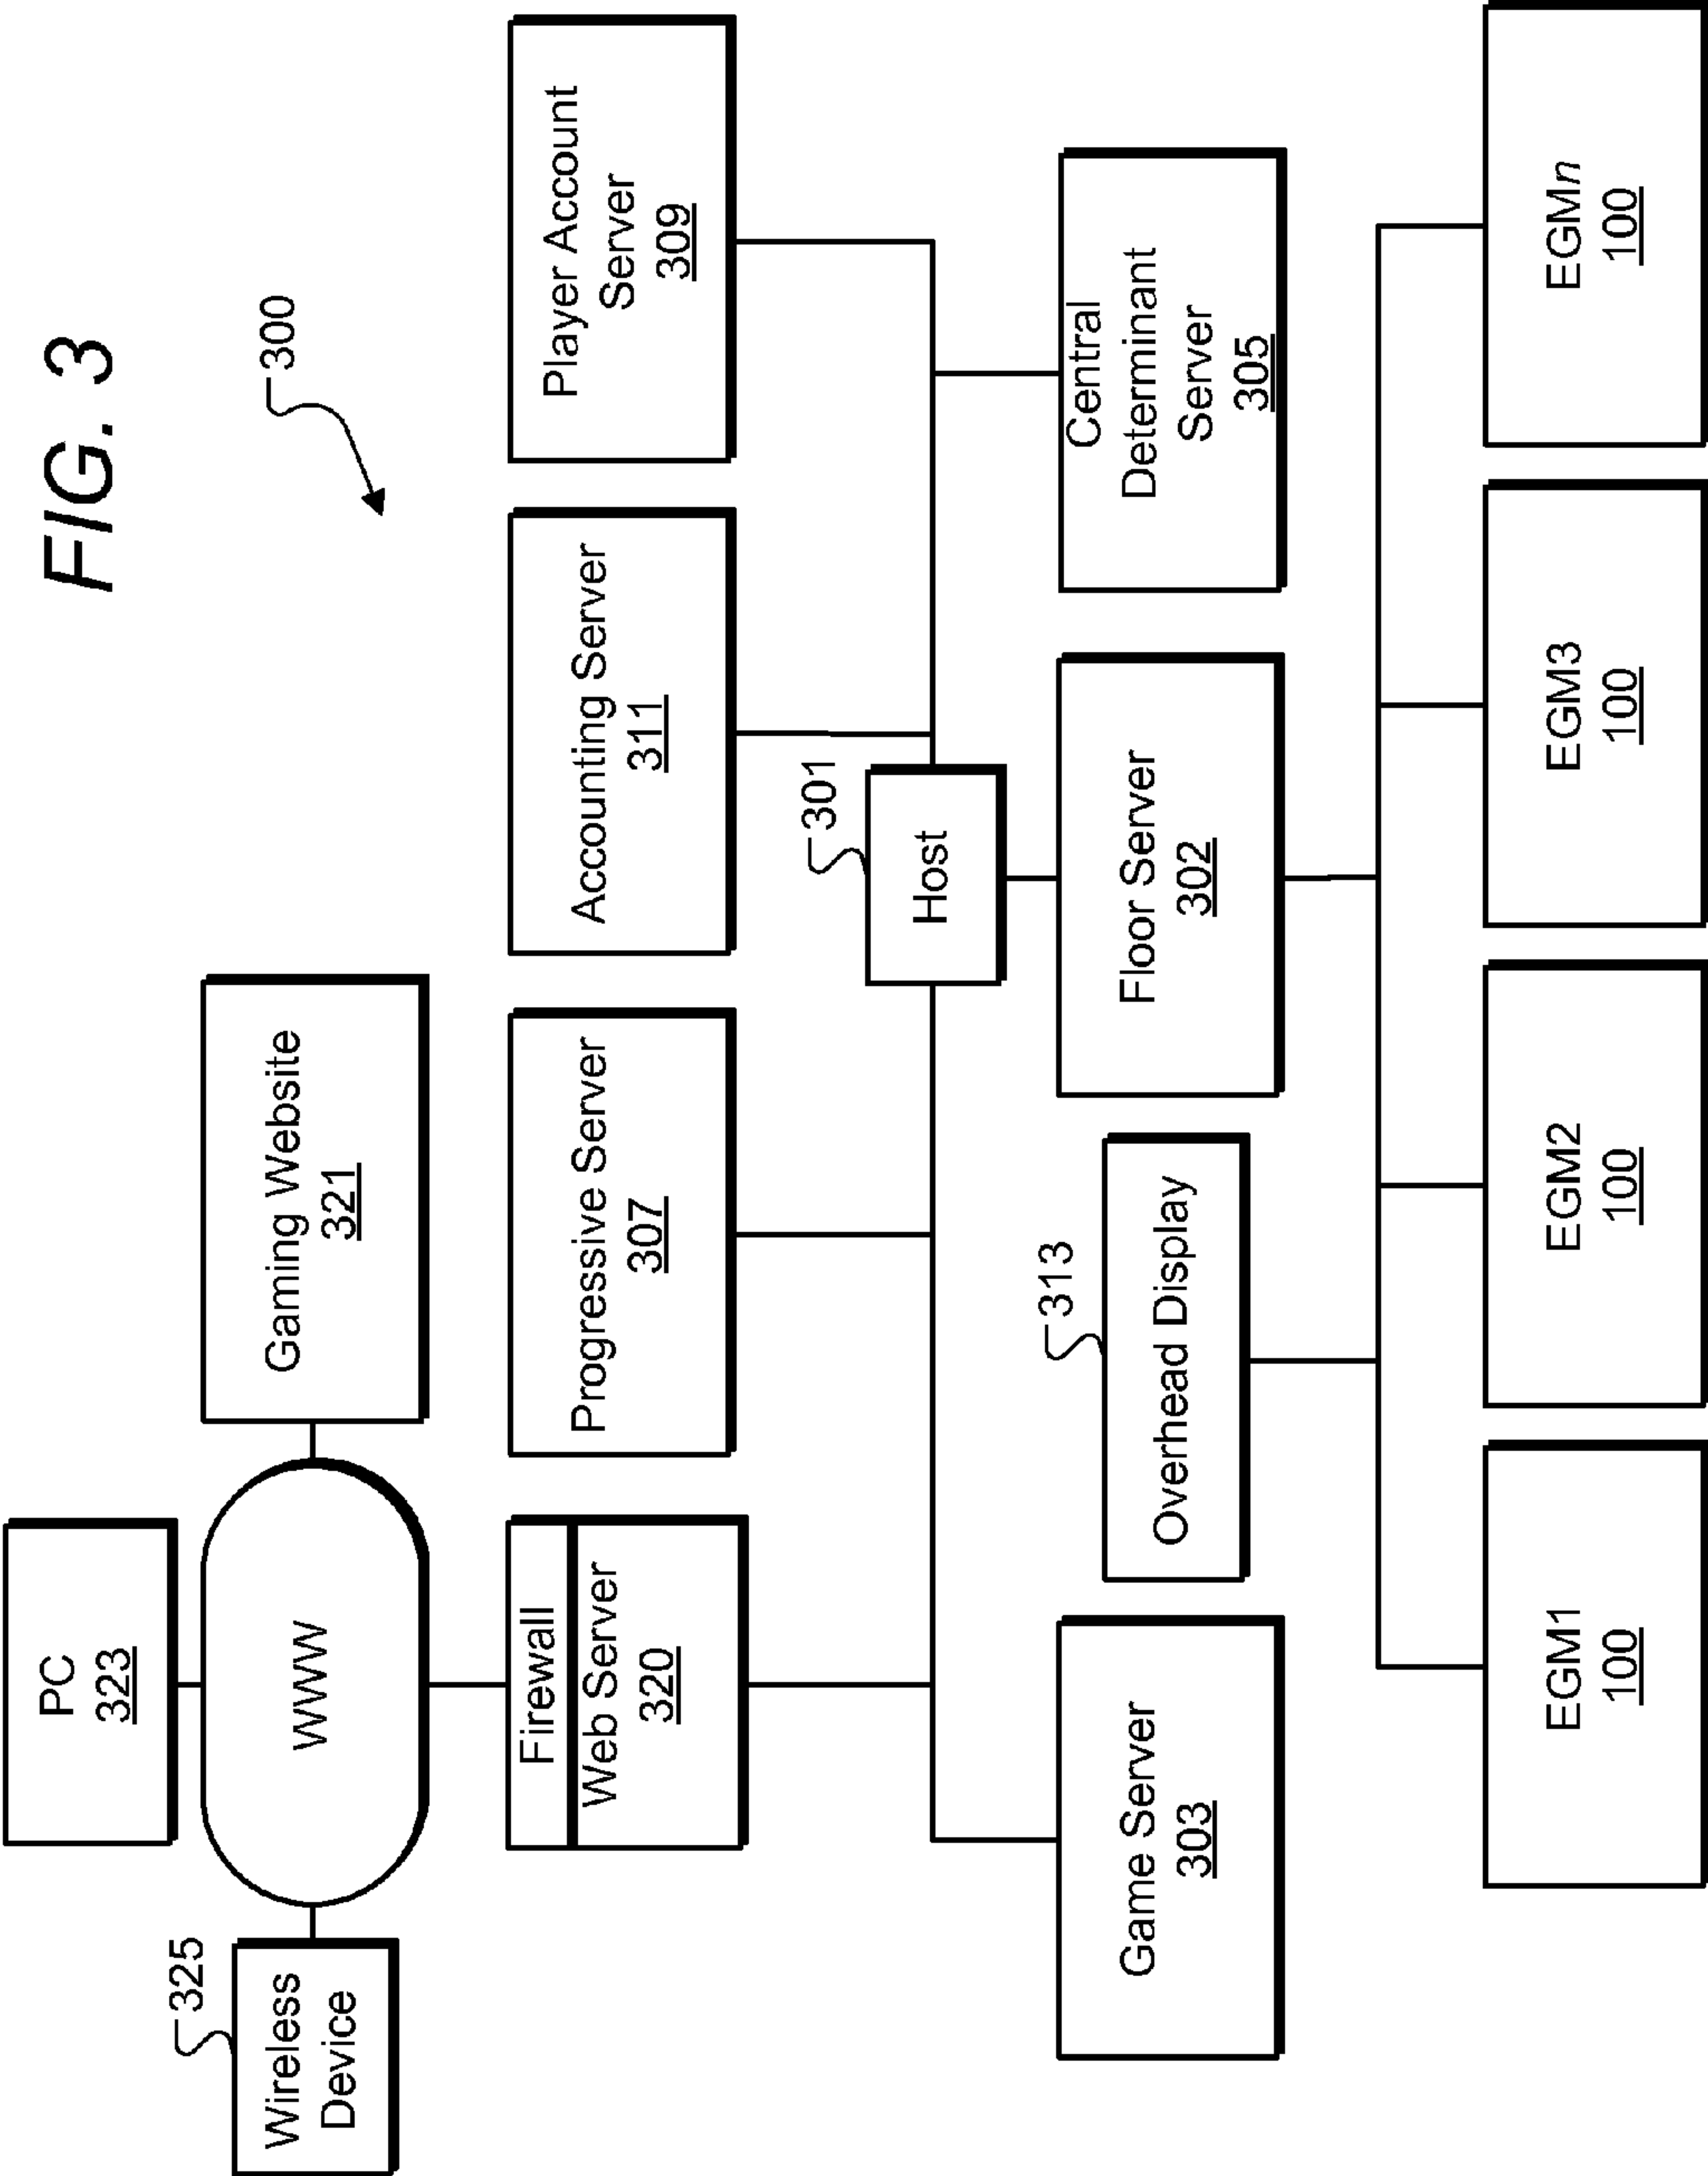 FIG. 3
300
PC
323
325
Wireless
Device
WWW
Gaming Website
321
Firewall
Web Server
320
Progressive Server
307
Accounting Server
311
Player Account
Server
309
301
Host
Game Server
303
313
Overhead Display
Floor Server
302
Central
Determinant
Server
305
EGM1
100
EGM2
100
EGM3
100
EGMn
100